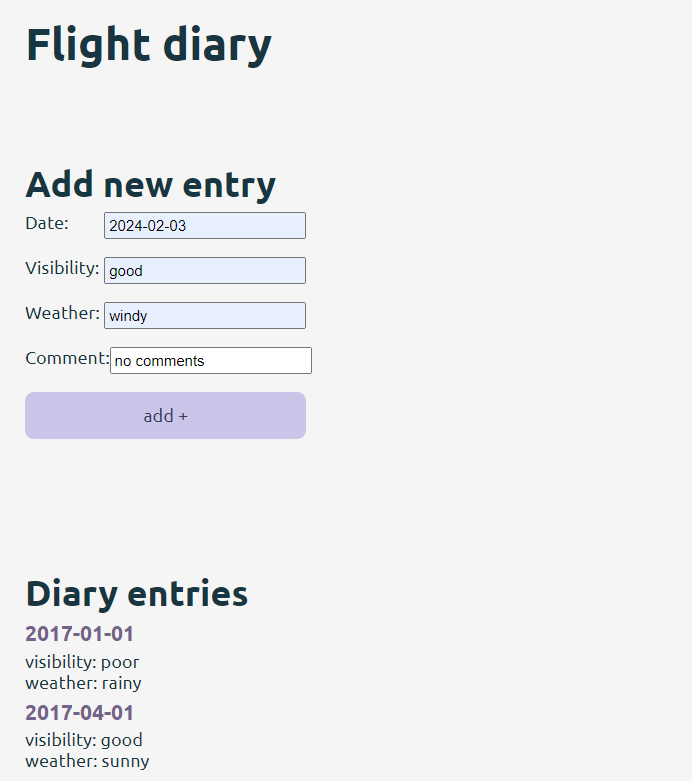 Flight diary
Add new entry
Date: 2024-02-03
Visibility: good
Weather: windy
Comment: no comments
add +
Diary entries
2017-01-01
visibility: poor
weather: rainy
2017-04-01
visibility: good
weather: sunny